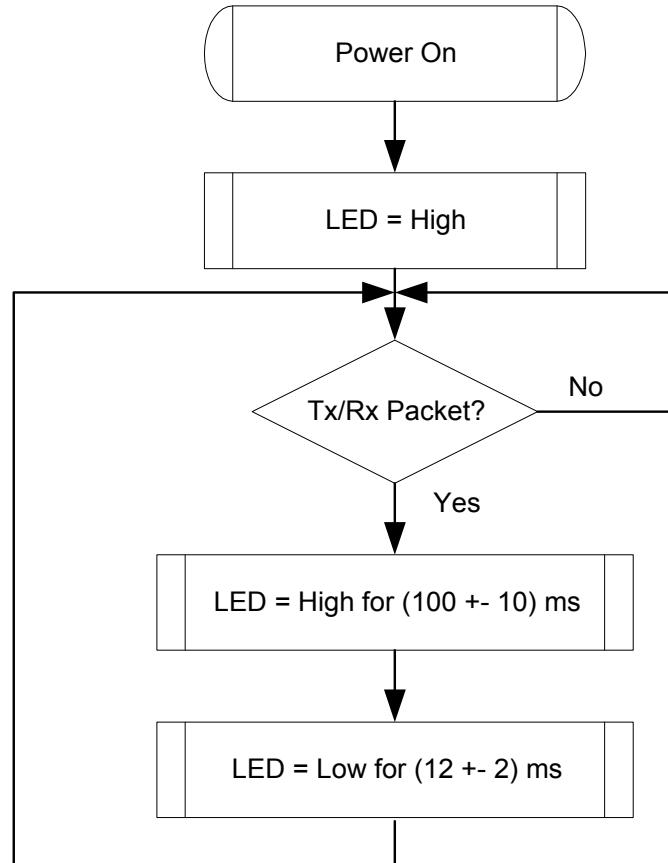 Power On
LED = High
Tx/Rx Packet?
No
Yes
LED = High for (100 +- 10) ms
LED = Low for (12 +- 2) ms